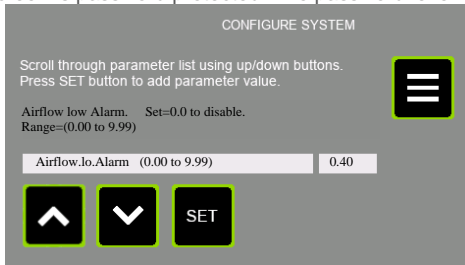 CONFIGURE SYSTEM
Scroll through parameter list using up/down buttons.
Press SET button to add parameter value.
Airflow low Alarm. Set=0.0 to disable.
Range=(0.00 to 9.99)
Airflow.lo.Alarm (0.00 to 9.99) 0.40
SET